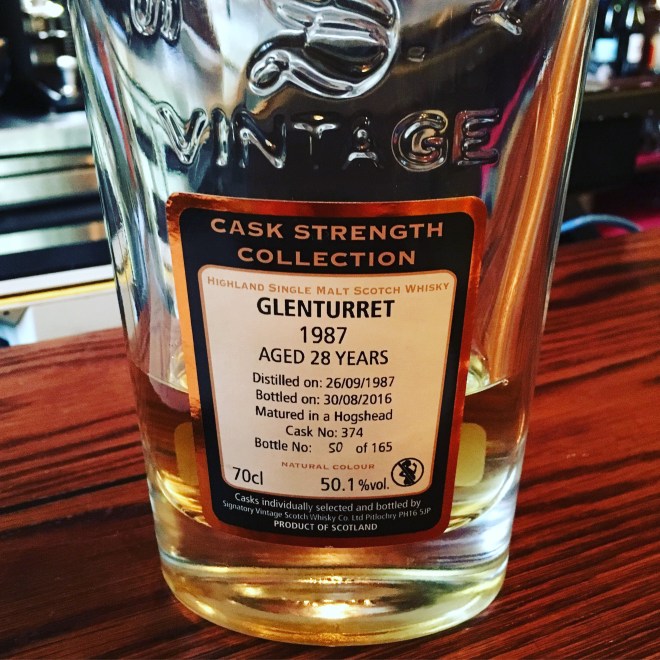 VINTAGE
CASK STRENGTH
COLLECTION
HIGHLAND SINGLE MALT SCOTCH WHISKY
GLENTURRET
1987
AGED 28 YEARS
Distilled on: 26/09/1987
Bottled on: 30/08/2016
Matured in a Hogshead
Cask No: 374
Bottle No: 50 of 165
NATURAL COLOUR
70cl 50.1%vol.
Casks individually selected and bottled by
Signatory Vintage Scotch Whisky Co. Ltd Pitlochry PH16 5JP
PRODUCT OF SCOTLAND